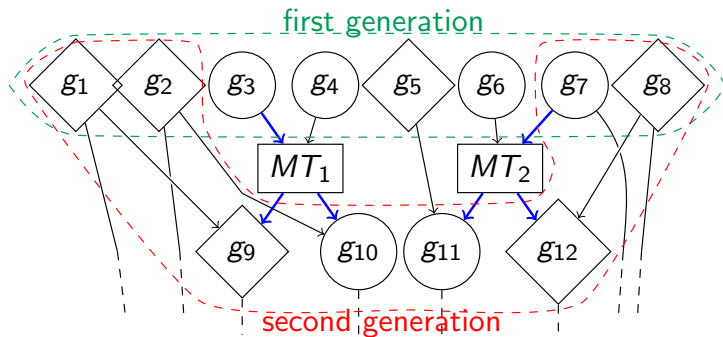 first generation
g1 g2 g3 g4 g5 g6 g7 g8
MT1 MT2
g9 g10 g11 g12
second generation